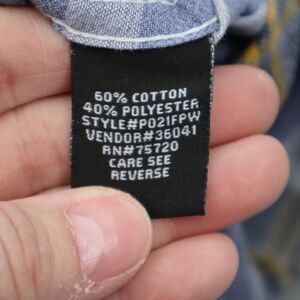 60% COTTON
40% POLYESTER
STYLE#P021FPW
VENDOR#36041
RN#75720
CARE SEE
REVERSE